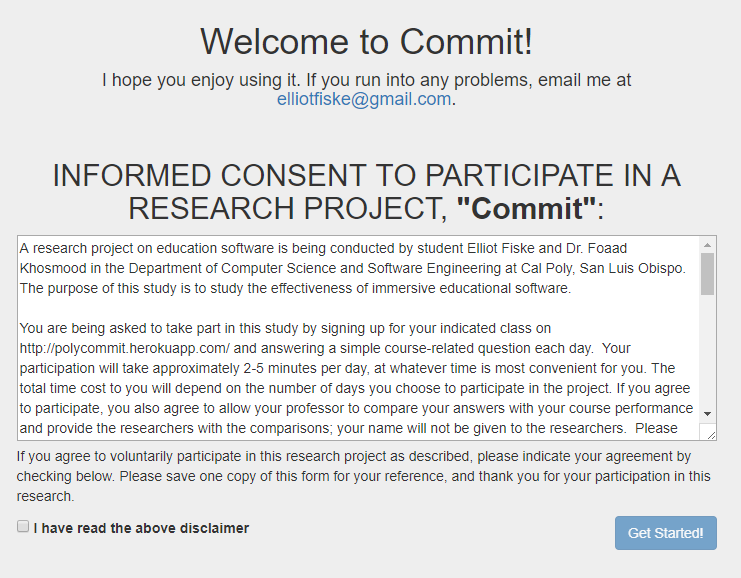 Welcome to Commit!
I hope you enjoy using it. If you run into any problems, email me at
elliotfiske@gmail.com.
INFORMED CONSENT TO PARTICIPATE IN A
RESEARCH PROJECT, "Commit":
A research project on education software is being conducted by student Elliot Fiske and Dr. Foaad
Khosmood in the Department of Computer Science and Software Engineering at Cal Poly, San Luis Obispo.
The purpose of this study is to study the effectiveness of immersive educational software.
You are being asked to take part in this study by signing up for your indicated class on
http://polycommit.herokuapp.com/ and answering a simple course-related question each day.  Your
participation will take approximately 2-5 minutes per day, at whatever time is most convenient for you. The
total time cost to you will depend on the number of days you choose to participate in the project. If you agree
to participate, you also agree to allow your professor to compare your answers with your course performance
and provide the researchers with the comparisons; your name will not be given to the researchers.  Please
If you agree to voluntarily participate in this research project as described, please indicate your agreement by
checking below. Please save one copy of this form for your reference, and thank you for your participation in this
research.
I have read the above disclaimer
Get Started!